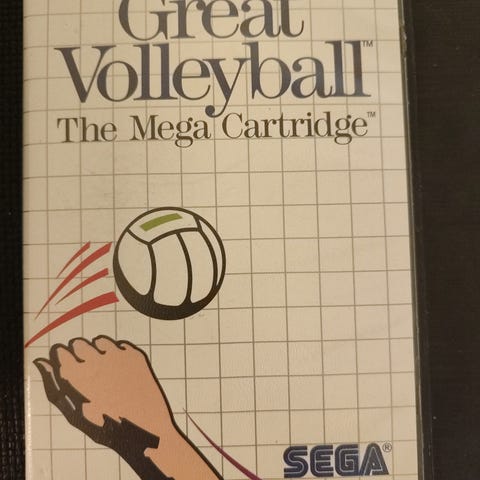 Great
Volleyball™
The Mega Cartridge™
SEGA®